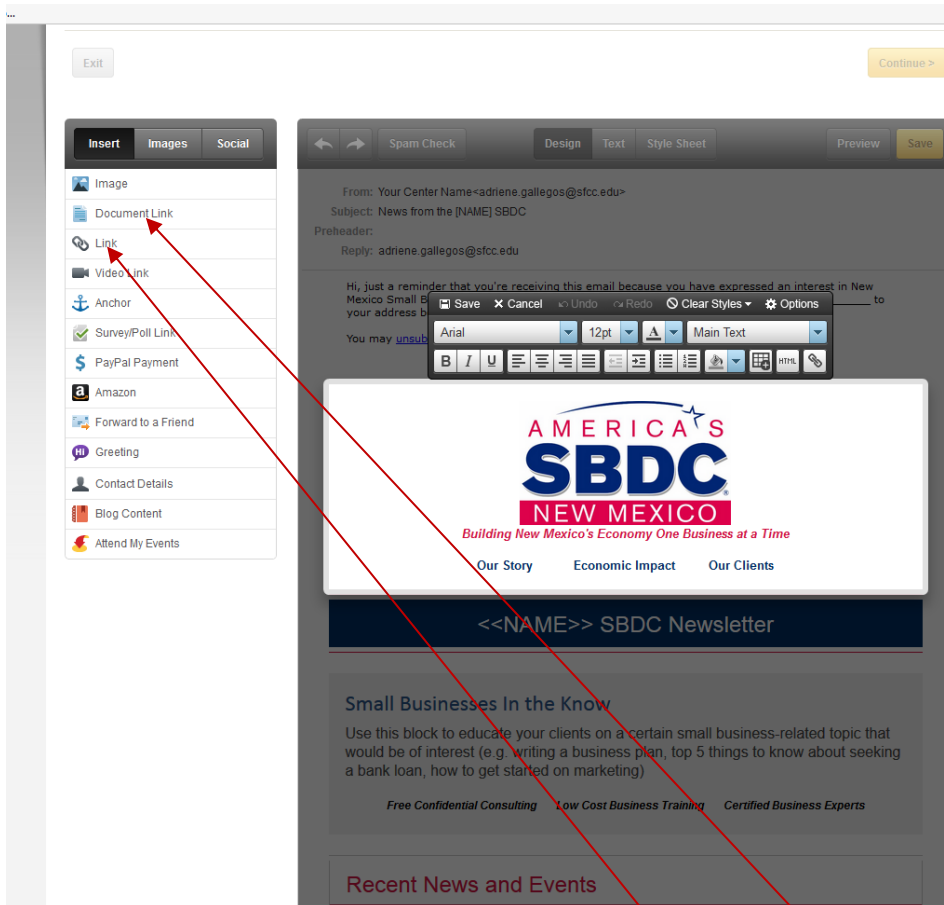 Exit
Continue >
Insert Images Social
Image
Document Link
Link
Video Link
Anchor
Survey/Poll Link
$ PayPal Payment
a Amazon
Forward to a Friend
HI Greeting
Contact Details
Blog Content
Attend My Events
Spam Check Design Text Style Sheet Preview Save
From: Your Center Name<adriene.gallegos@sfcc.edu>
Subject: News from the [NAME] SBDC
Preheader:
Reply: adriene.gallegos@sfcc.edu
Hi, just a reminder that you're receiving this email because you have expressed an interest in New
Mexico Small B to
your address b
You may unsub
Save Cancel Undo Redo Clear Styles Options
Arial 12pt A Main Text
B I U HTML
AMERICA'S
SBDC
NEW MEXICO
Building New Mexico's Economy One Business at a Time
Our Story Economic Impact Our Clients
<<NAME>> SBDC Newsletter
Small Businesses In the Know
Use this block to educate your clients on a certain small business-related topic that
would be of interest (e.g. writing a business plan, top 5 things to know about seeking
a bank loan, how to get started on marketing)
Free Confidential Consulting Low Cost Business Training Certified Business Experts
Recent News and Events